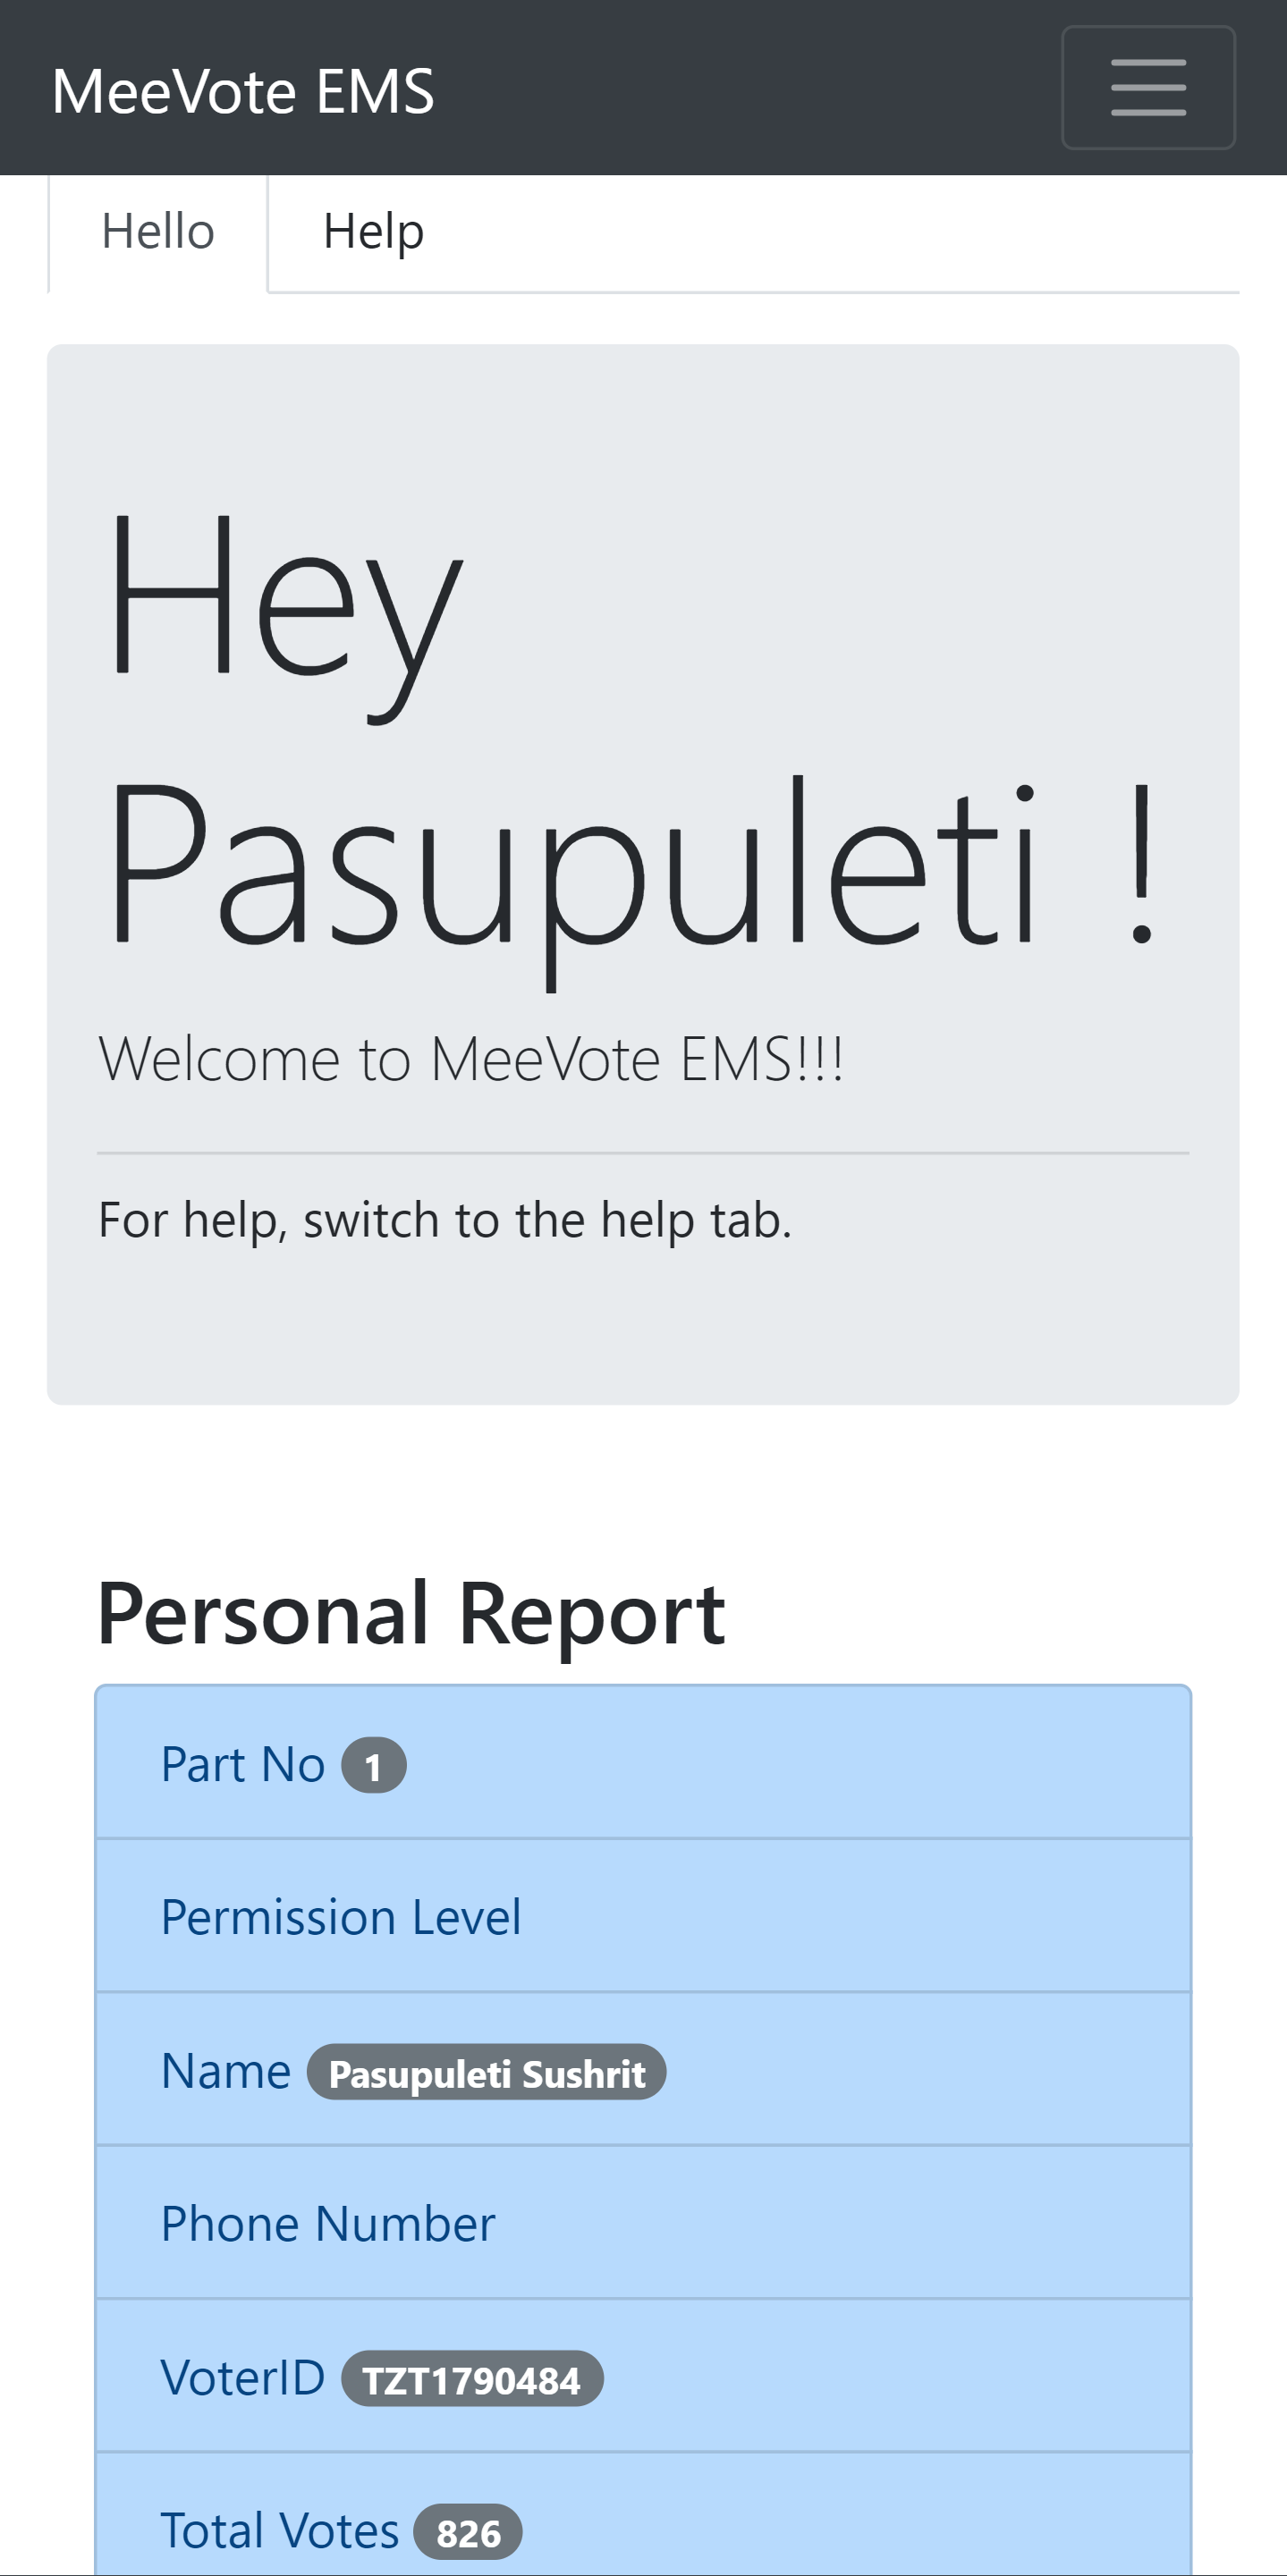 MeeVote EMS
Hello Help
Hey
Pasupuleti !
Welcome to MeeVote EMS!!!
For help, switch to the help tab.
Personal Report
Part No 1
Permission Level
Name Pasupuleti Sushrit
Phone Number
VoterID TZT1790484
Total Votes 826